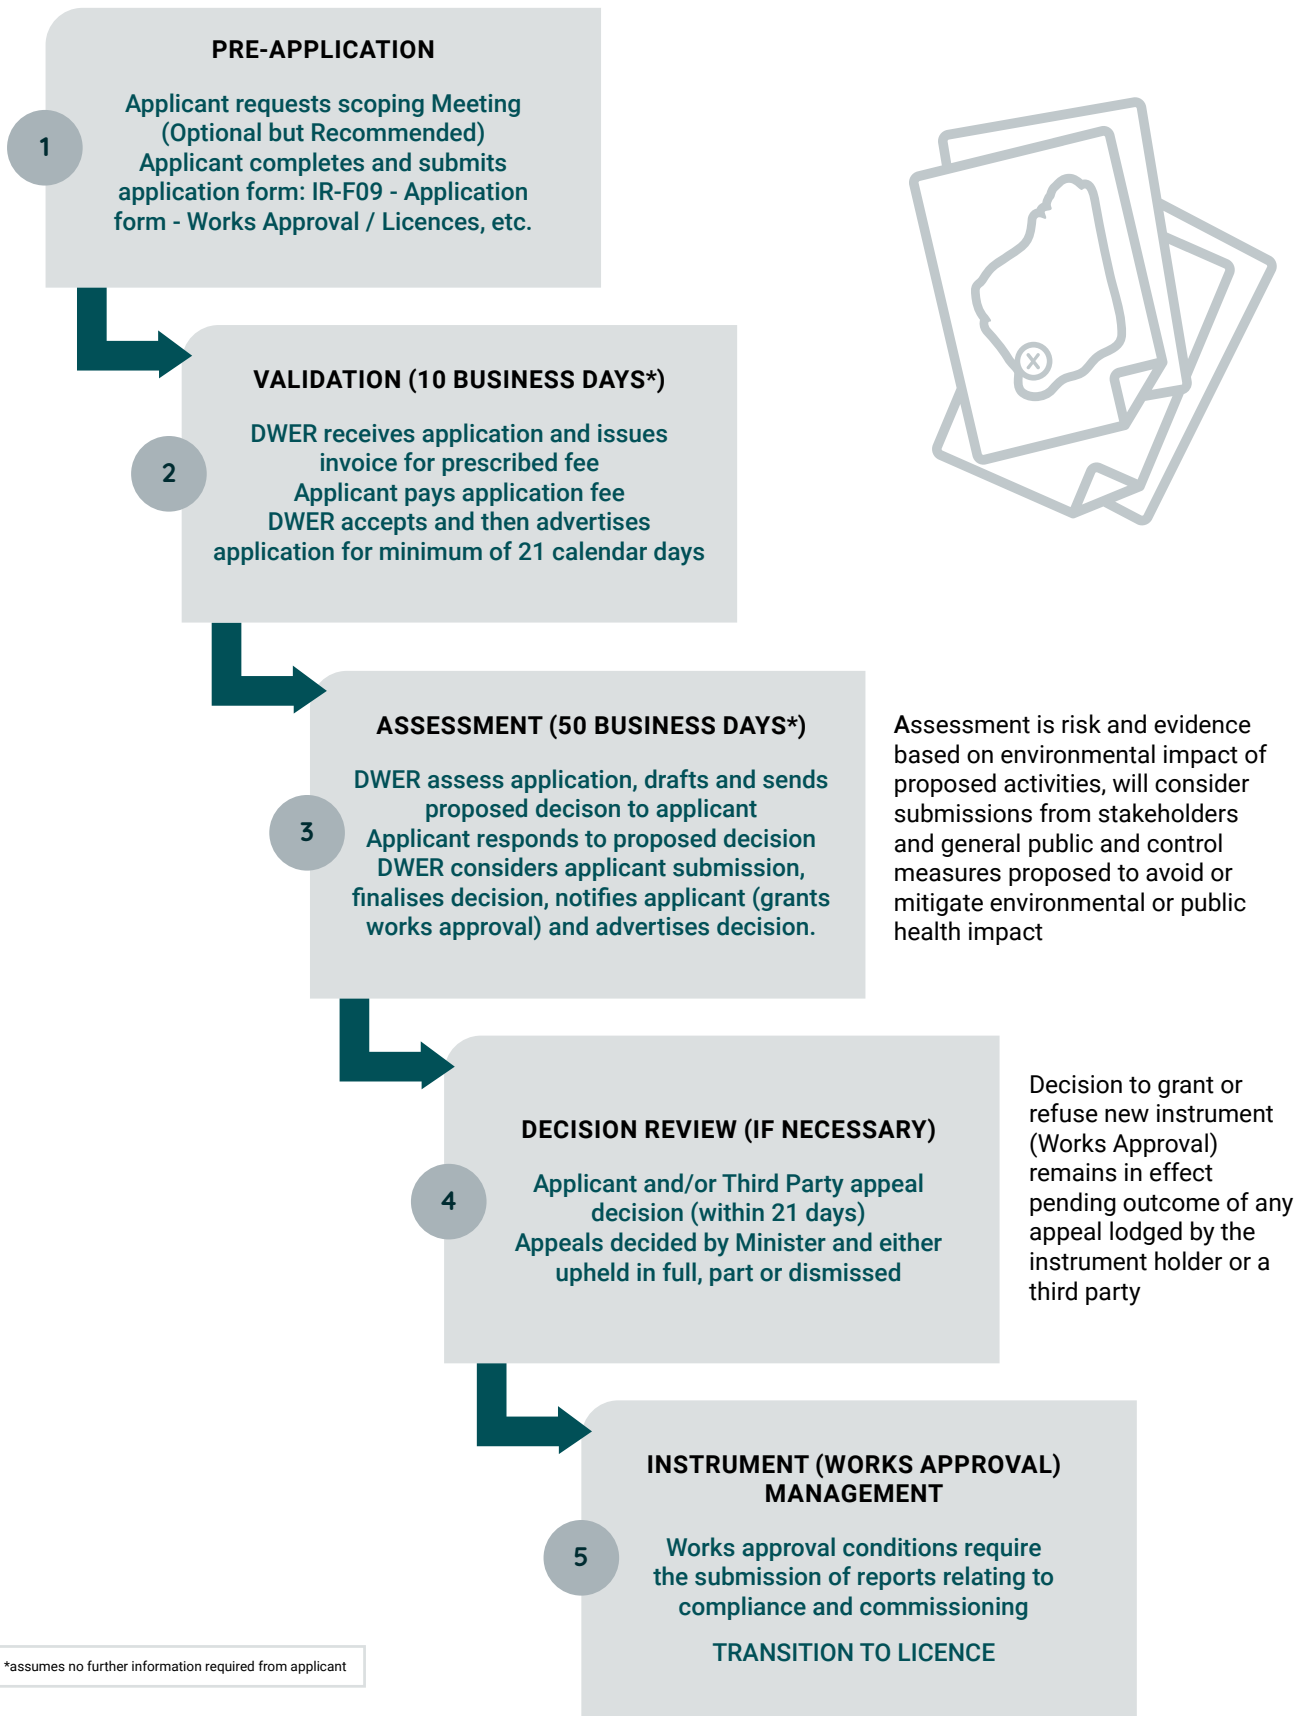 PRE-APPLICATION
Applicant requests scoping Meeting
(Optional but Recommended)
Applicant completes and submits
application form: IR-F09 - Application
form - Works Approval / Licences, etc.
1
VALIDATION (10 BUSINESS DAYS*)
DWER receives application and issues
invoice for prescribed fee
Applicant pays application fee
DWER accepts and then advertises
application for minimum of 21 calendar days
2
X
ASSESSMENT (50 BUSINESS DAYS*)
DWER assess application, drafts and sends
proposed decison to applicant
Applicant responds to proposed decision
DWER considers applicant submission,
finalises decision, notifies applicant (grants
works approval) and advertises decision.
3
Assessment is risk and evidence
based on environmental impact of
proposed activities, will consider
submissions from stakeholders
and general public and control
measures proposed to avoid or
mitigate environmental or public
health impact
DECISION REVIEW (IF NECESSARY)
Applicant and/or Third Party appeal
decision (within 21 days)
Appeals decided by Minister and either
upheld in full, part or dismissed
4
Decision to grant or
refuse new instrument
(Works Approval)
remains in effect
pending outcome of any
appeal lodged by the
instrument holder or a
third party
INSTRUMENT (WORKS APPROVAL)
MANAGEMENT
Works approval conditions require
the submission of reports relating to
compliance and commissioning
TRANSITION TO LICENCE
5
*assumes no further information required from applicant